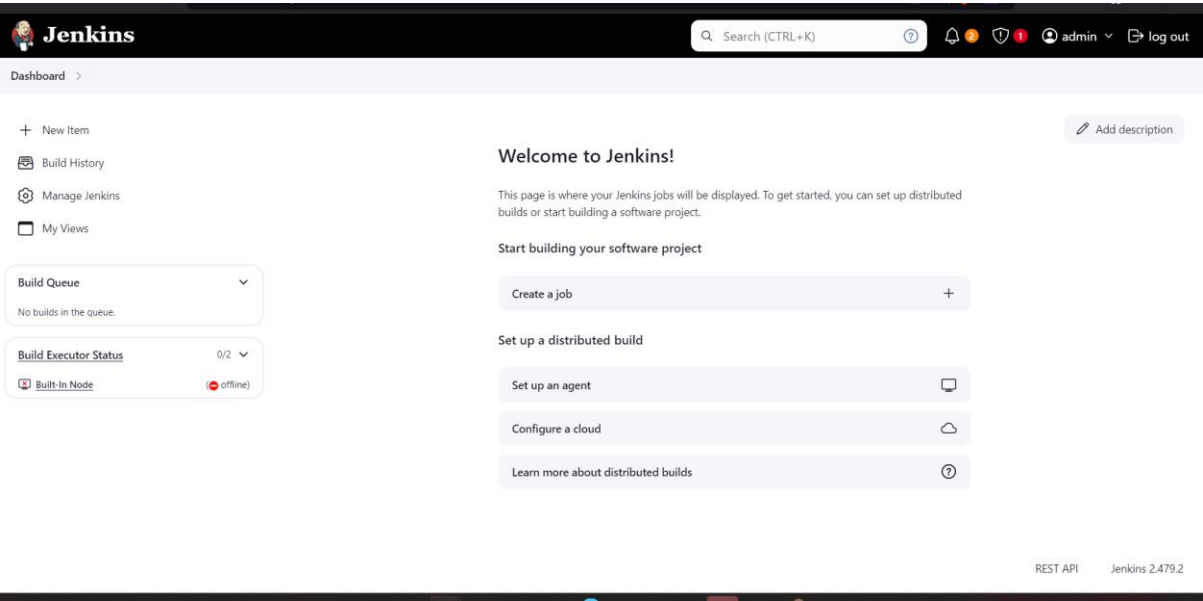 Jenkins
Search (CTRL+K)
2
1
admin
log out
Dashboard
New Item
Build History
Manage Jenkins
My Views
Build Queue
No builds in the queue.
Build Executor Status 0/2
Built-In Node (offline)
Add description
Welcome to Jenkins!
This page is where your Jenkins jobs will be displayed. To get started, you can set up distributed
builds or start building a software project.
Start building your software project
Create a job
Set up a distributed build
Set up an agent
Configure a cloud
Learn more about distributed builds
REST API Jenkins 2.479.2